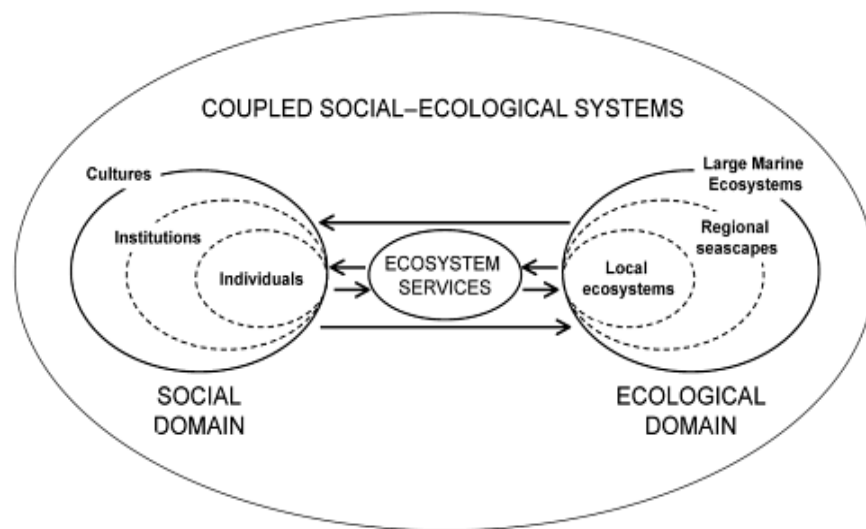 COUPLED SOCIAL–ECOLOGICAL SYSTEMS
Cultures
Institutions
Individuals
SOCIAL
DOMAIN
ECOSYSTEM
SERVICES
Large Marine
Ecosystems
Regional
seascapes
Local
ecosystems
ECOLOGICAL
DOMAIN